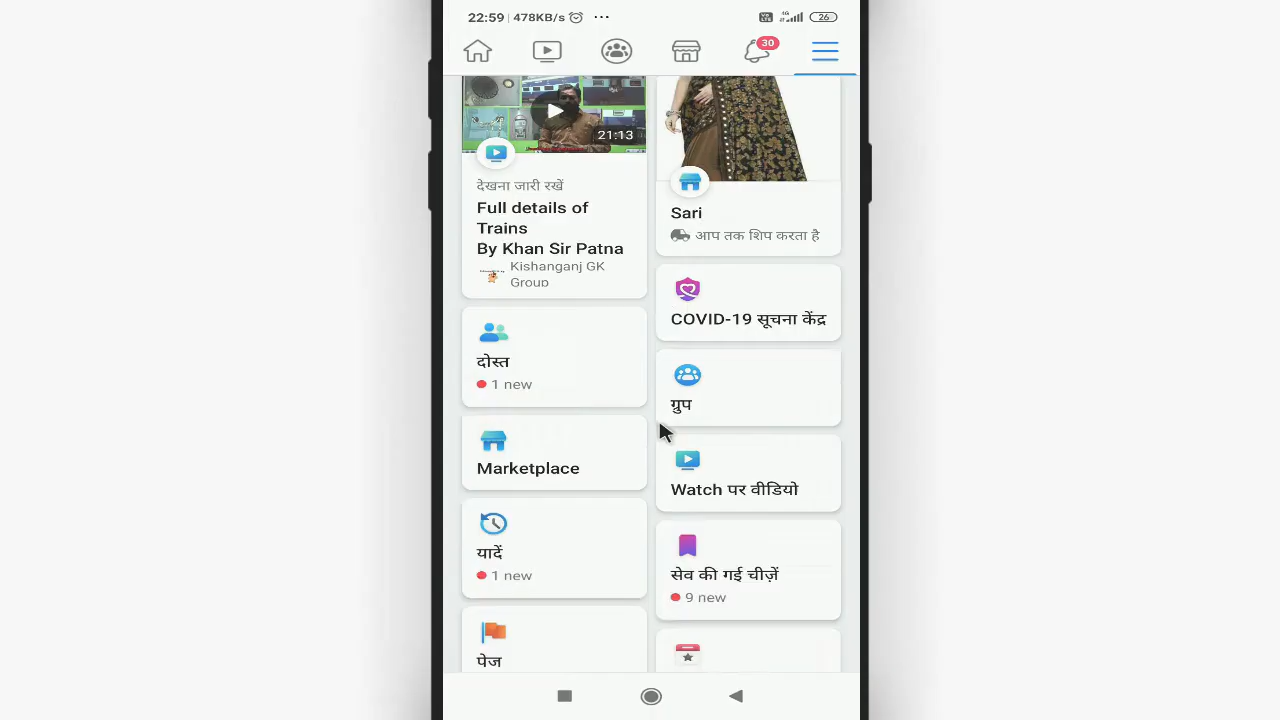 22:59 478KB/s ...
26
30
21:13
देखना जारी रखें
Full details of
Trains
By Khan Sir Patna
Kishanganj GK
Group
Sari
आप तक शिप करता है
COVID-19 सूचना केंद्र
दोस्त
1 new
ग्रुप
Marketplace
Watch पर वीडियो
यादें
1 new
सेव की गई चीज़ें
9 new
पेज